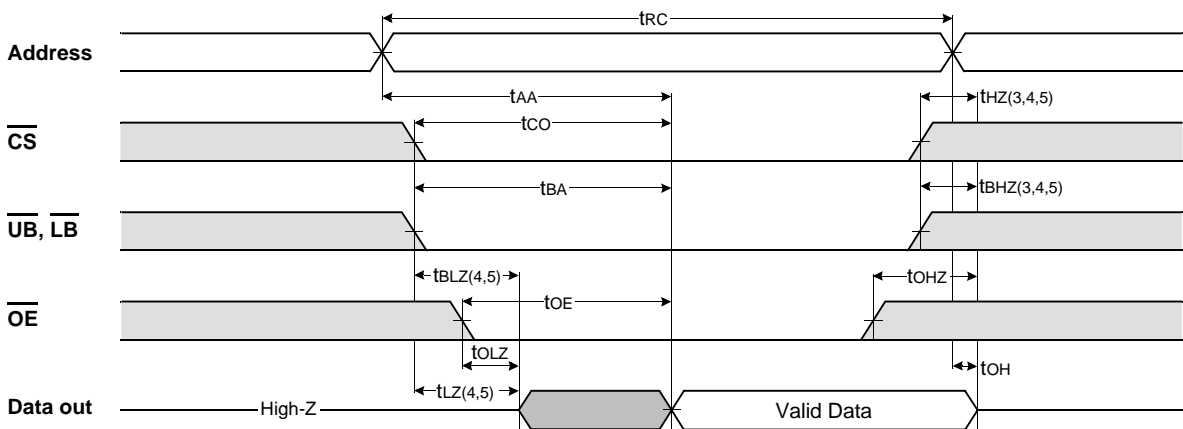 tRC
Address
tAA
tHZ(3,4,5)
CS
tCO
tBA
tBHZ(3,4,5)
UB, LB
tBLZ(4,5)
tOHZ
OE
tOE
tOLZ
tOH
tLZ(4,5)
Data out
High-Z
Valid Data